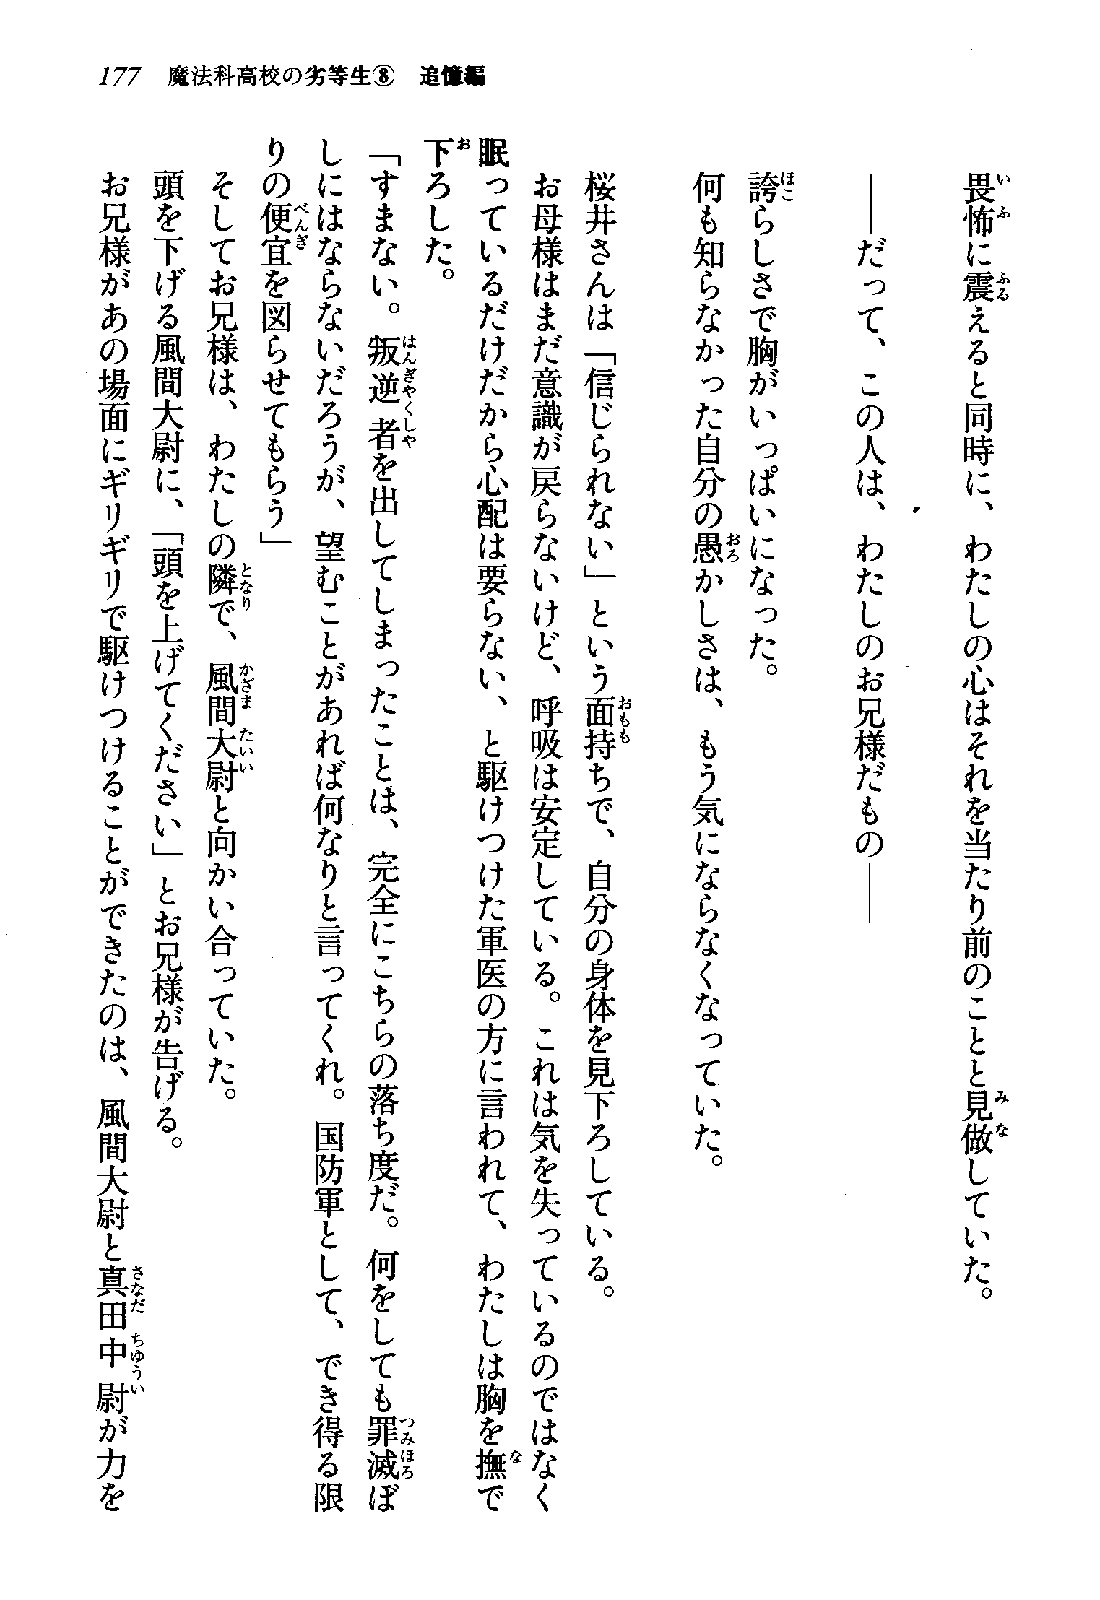 177　魔法科高校の劣等生⑧　追憶編
畏怖に震えると同時に、わたしの心はそれを当たり前のことと見做していた。
――だって、この人は、わたしのお兄様だもの――
誇らしさで胸がいっぱいになった。
何も知らなかった自分の愚かしさは、もう気にならなくなっていた。
桜井さんは「信じられない」という面持ちで、自分の身体を見下ろしている。
お母様はまだ意識が戻らないけど、呼吸は安定している。これは気を失っているのではなく
眠っているだけだから心配は要らない、と駆けつけた軍医の方に言われて、わたしは胸を撫で
下ろした。
「すまない。叛逆者を出してしまったことは、完全にこちらの落ち度だ。何をしても罪滅ぼ
しにはならないだろうが、望むことがあれば何なりと言ってくれ。国防軍として、でき得る限
りの便宜を図らせてもらう」
そしてお兄様は、わたしの隣で、風間大尉と向かい合っていた。
頭を下げる風間大尉に、「頭を上げてください」とお兄様が告げる。
お兄様があの場面にギリギリで駆けつけることができたのは、風間大尉と真田中尉が力を